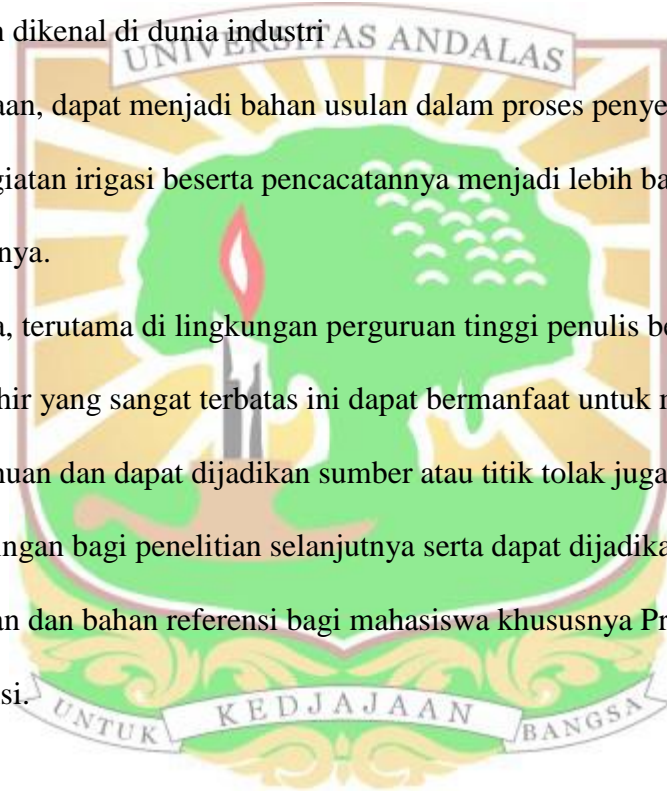 n dikenal di dunia industri
UNIVERSITAS ANDALAS
aan, dapat menjadi bahan usulan dalam proses penye
giatan irigasi beserta pencacatannya menjadi lebih ba
nya.
a, terutama di lingkungan perguruan tinggi penulis be
hir yang sangat terbatas ini dapat bermanfaat untuk m
nuan dan dapat dijadikan sumber atau titik tolak juga
ingan bagi penelitian selanjutnya serta dapat dijadika
an dan bahan referensi bagi mahasiswa khususnya Pr
si.
UNTUK KEDJAJAAN BANGSA